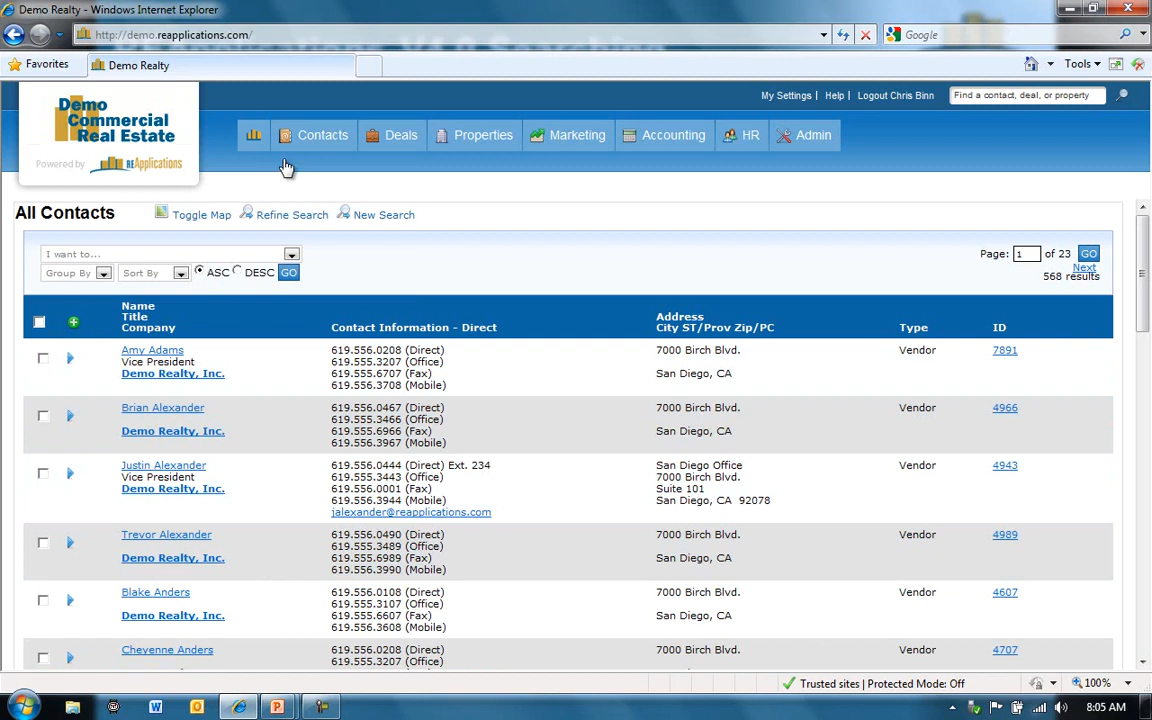 Demo Realty - Windows Internet Explorer
http://demo.reapplications.com/
Google
Favorites
Demo Realty
Tools
My Settings | Help | Logout Chris Binn
Find a contact, deal, or property
Demo
Commercial
Real Estate
Powered by REApplications
Contacts
Deals
Properties
Marketing
Accounting
HR
Admin
All Contacts
Toggle Map
Refine Search
New Search
I want to...
Page: 1 of 23 GO
Group By
Sort By
ASC
DESC
GO
Next
568 results
Name
Title
Company
Contact Information - Direct
Address
City ST/Prov Zip/PC
Type
ID
Amy Adams
Vice President
Demo Realty, Inc.
619.556.0208 (Direct)
619.555.3207 (Office)
619.555.6707 (Fax)
619.556.3708 (Mobile)
7000 Birch Blvd.
San Diego, CA
Vendor
7891
Brian Alexander
Demo Realty, Inc.
619.556.0467 (Direct)
619.555.3466 (Office)
619.555.6966 (Fax)
619.556.3967 (Mobile)
7000 Birch Blvd.
San Diego, CA
Vendor
4966
Justin Alexander
Vice President
Demo Realty, Inc.
619.556.0444 (Direct) Ext. 234
619.555.3443 (Office)
619.556.0001 (Fax)
619.556.3944 (Mobile)
jalexander@reapplications.com
San Diego Office
7000 Birch Blvd.
Suite 101
San Diego, CA 92078
Vendor
4943
Trevor Alexander
Demo Realty, Inc.
619.556.0490 (Direct)
619.555.3489 (Office)
619.555.6989 (Fax)
619.556.3990 (Mobile)
7000 Birch Blvd.
San Diego, CA
Vendor
4989
Blake Anders
Demo Realty, Inc.
619.556.0108 (Direct)
619.555.3107 (Office)
619.555.6607 (Fax)
619.556.3608 (Mobile)
7000 Birch Blvd.
San Diego, CA
Vendor
4607
Cheyenne Anders
619.556.0208 (Direct)
619.555.3207 (Office)
7000 Birch Blvd.
Vendor
4707
Trusted sites | Protected Mode: Off
100%
8:05 AM